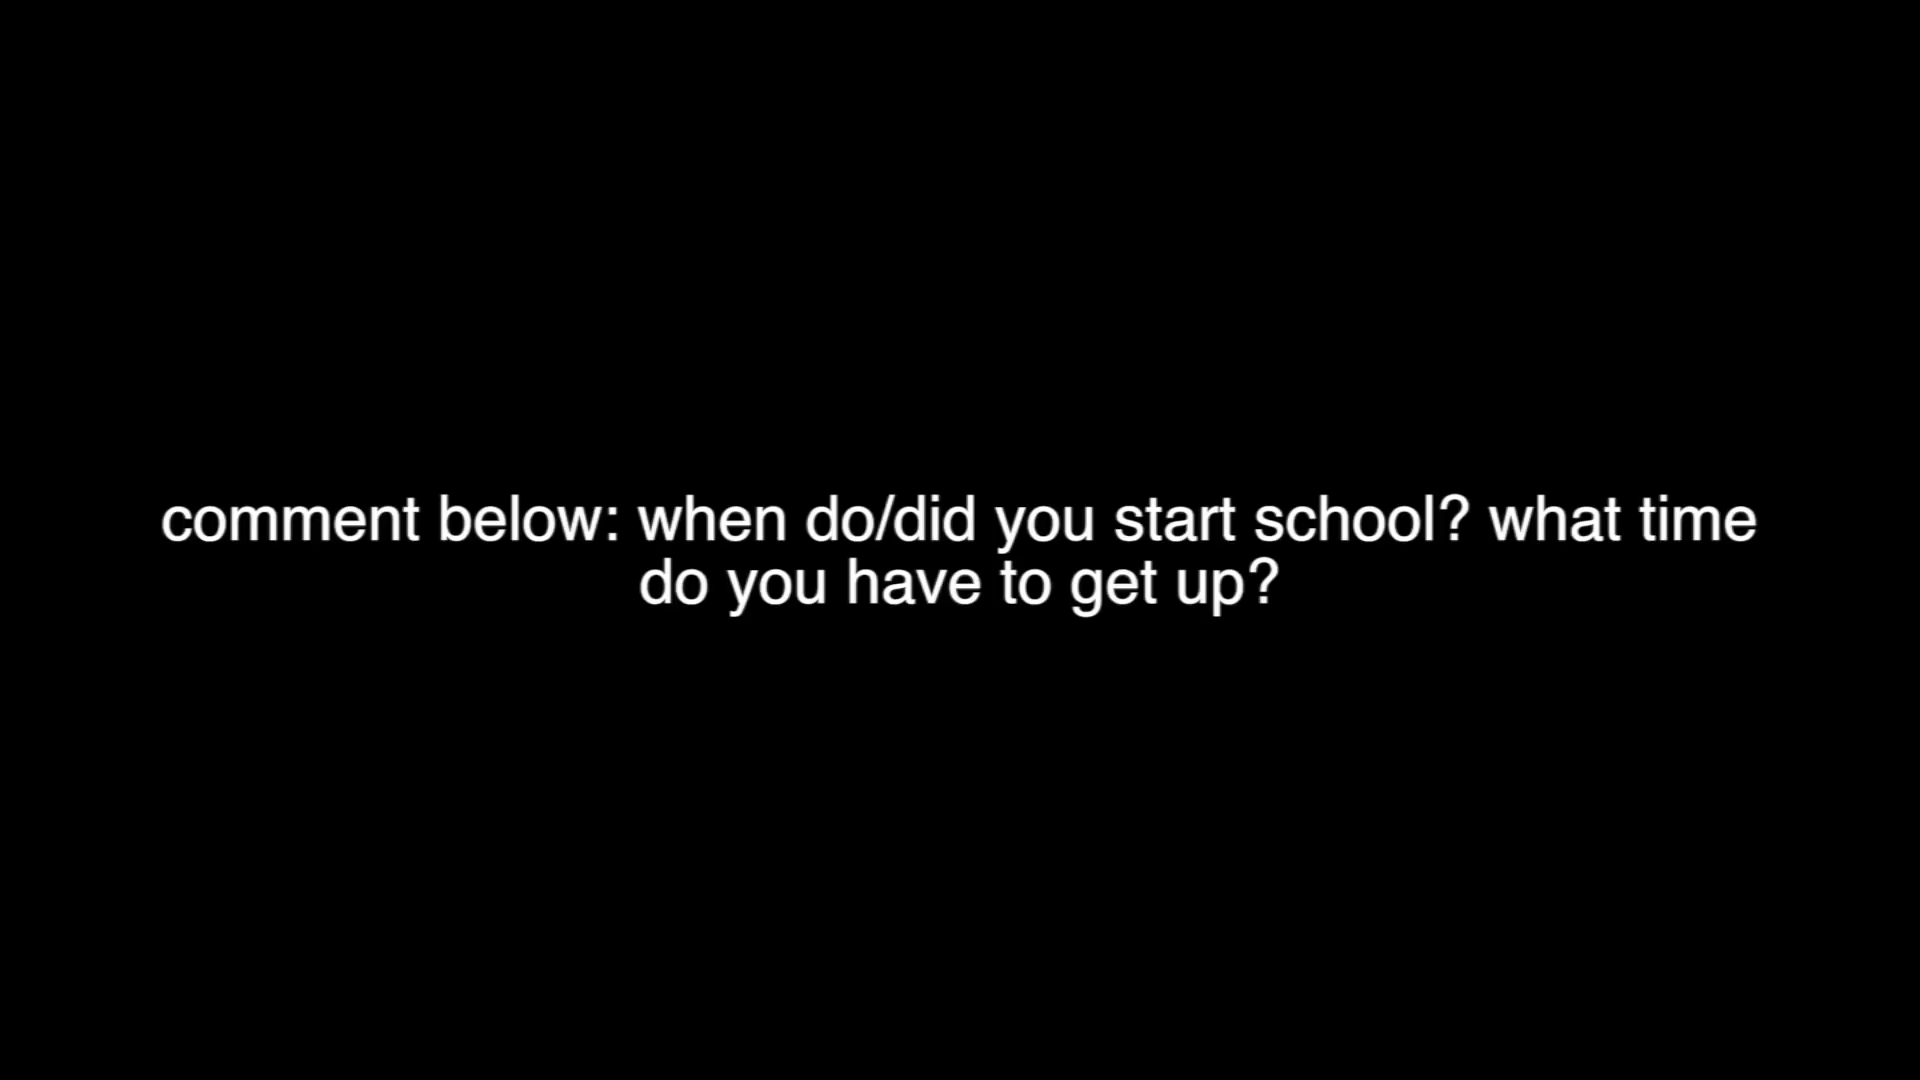 comment below: when do/did you start school? what time
do you have to get up?